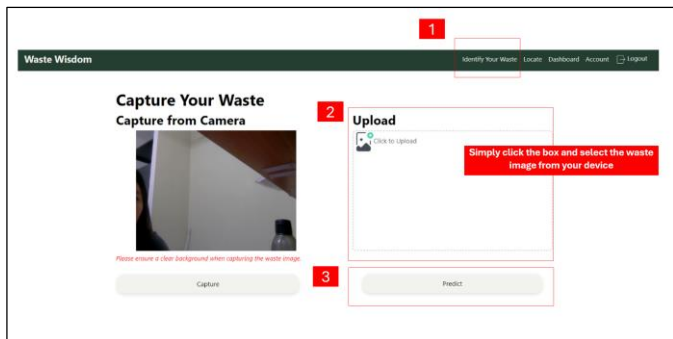 1
Waste Wisdom
Identify Your Waste Locate Dashboard Account Logout
Capture Your Waste
Capture from Camera
2
Upload
Click to Upload
Simply click the box and select the waste
image from your device
Please ensure a clear background when capturing the waste image.
Capture
3
Predict